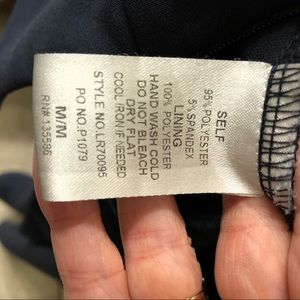 SELF
95% POLYESTER
5% SPANDEX
LINING
100% POLYESTER
HAND WASH COLD
DO NOT BLEACH
DRY FLAT
COOL IRON IF NEEDED
STYLE NO.LR70095
PO NO.P1079
M/M
RN#135586